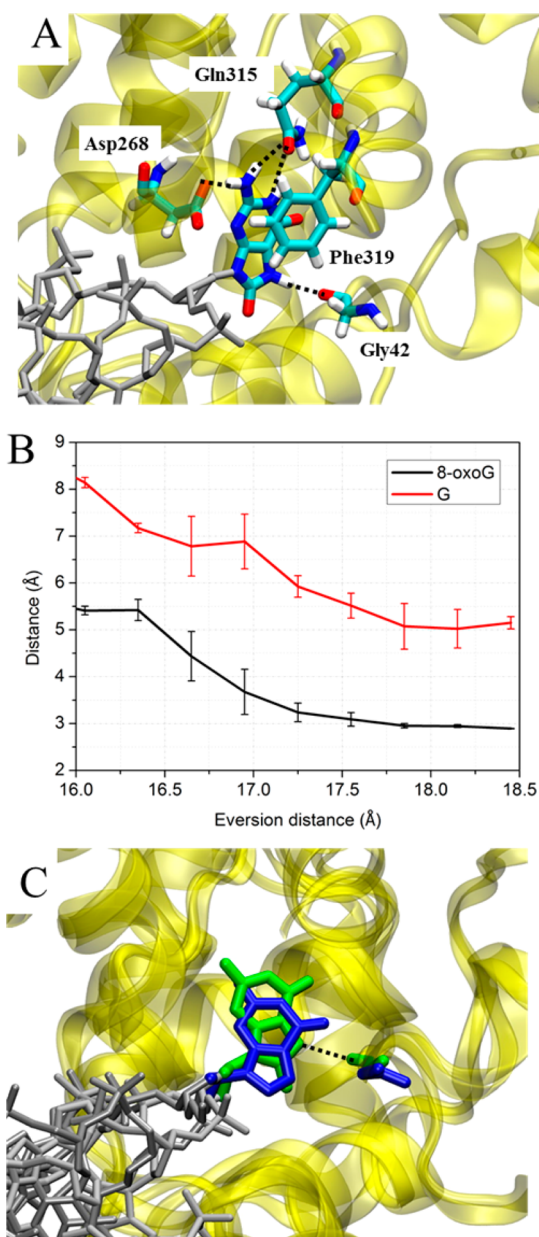 A
Gln315
Asp268
Phe319
Gly42
B
9
8
7
6
5
4
3
2
Distance (Å)
8-oxoG
G
16.0 16.5 17.0 17.5 18.0 18.5
Eversion distance (Å)
C